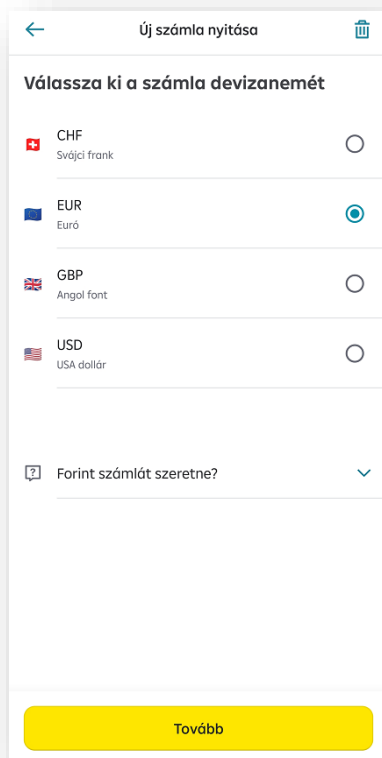 Új számla nyitása
Válassza ki a számla devizanemét
CHF
Svájci frank
EUR
Euró
GBP
Angol font
USD
USA dollár
Forint számlát szeretne?
Tovább